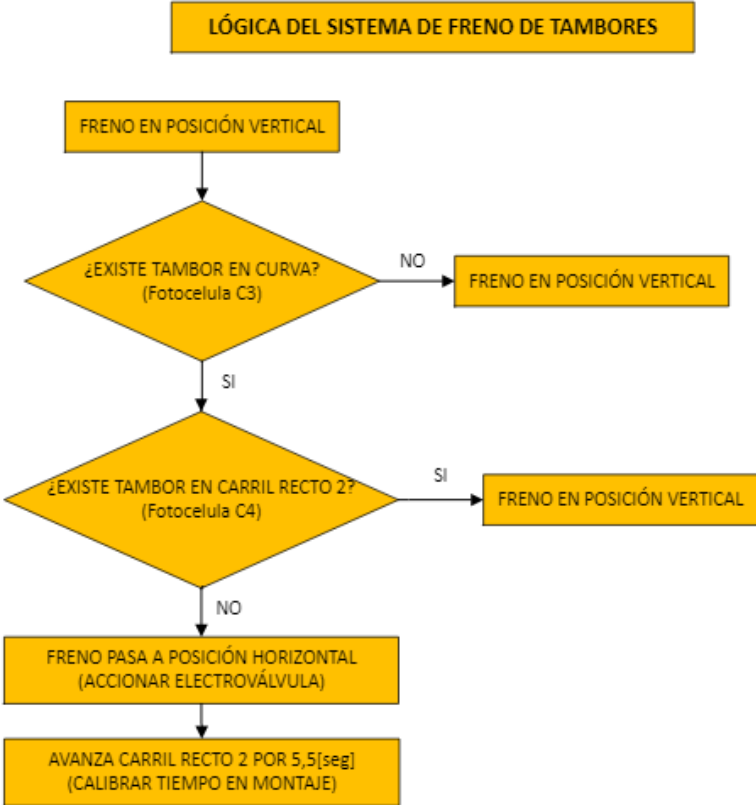 LÓGICA DEL SISTEMA DE FRENO DE TAMBORES
FRENO EN POSICIÓN VERTICAL
¿EXISTE TAMBOR EN CURVA?
(Fotocelula C3)
NO
FRENO EN POSICIÓN VERTICAL
SI
¿EXISTE TAMBOR EN CARRIL RECTO 2?
(Fotocelula C4)
SI
FRENO EN POSICIÓN VERTICAL
NO
FRENO PASA A POSICIÓN HORIZONTAL
(ACCIONAR ELECTROVÁLVULA)
AVANZA CARRIL RECTO 2 POR 5,5[seg]
(CALIBRAR TIEMPO EN MONTAJE)